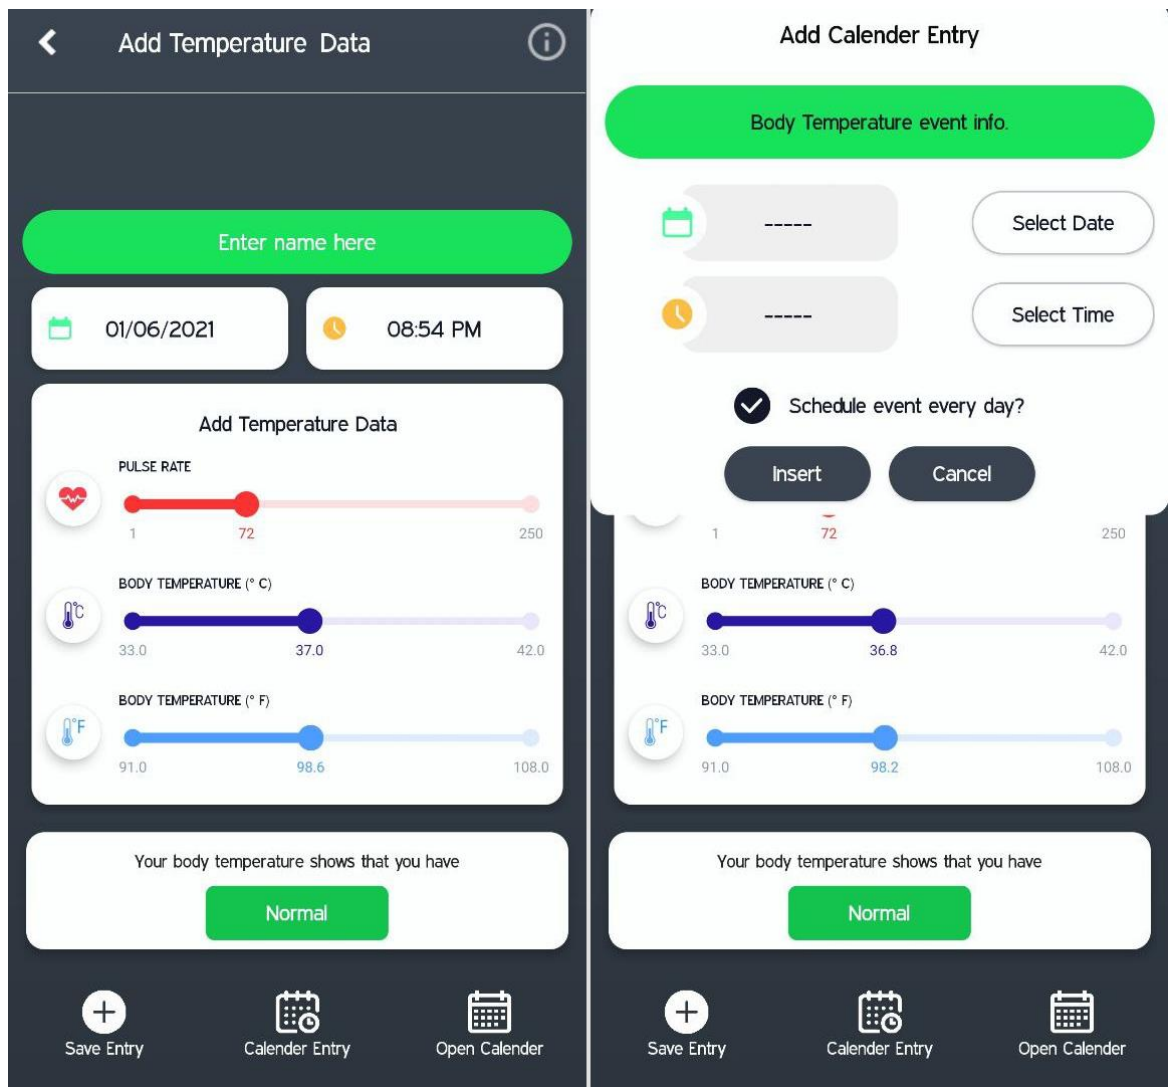 Add Temperature Data
Enter name here
01/06/2021
08:54 PM
Add Temperature Data
PULSE RATE
1 72 250
°C
BODY TEMPERATURE (° C)
33.0 37.0 42.0
°F
BODY TEMPERATURE (° F)
91.0 98.6 108.0
Your body temperature shows that you have
Normal
Save Entry
Calender Entry
Open Calender
Add Calender Entry
Body Temperature event info.
-----
Select Date
-----
Select Time
Schedule event every day?
Insert
Cancel
1 72 250
°C
BODY TEMPERATURE (° C)
33.0 36.8 42.0
°F
BODY TEMPERATURE (° F)
91.0 98.2 108.0
Your body temperature shows that you have
Normal
Save Entry
Calender Entry
Open Calender